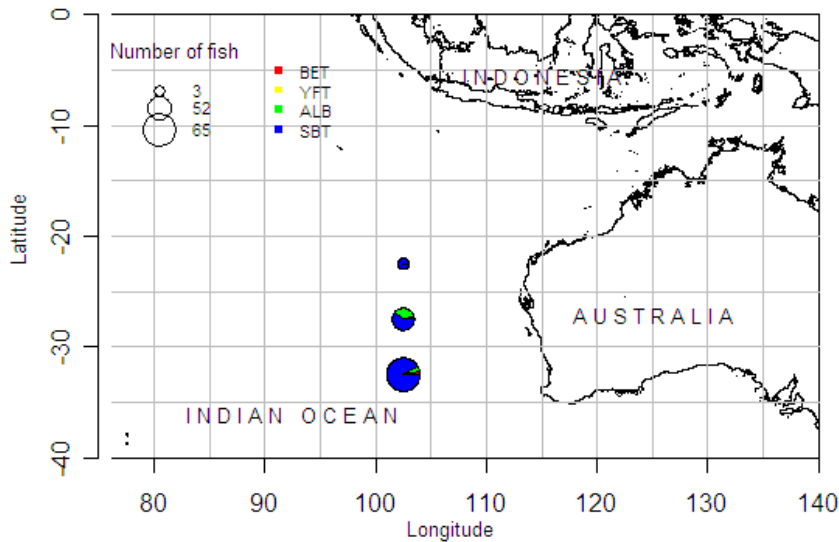 Number of fish
3
52
65
BET
YFT
ALB
SBT
INDONESIA
AUSTRALIA
INDIAN OCEAN
Latitude
0
-10
-20
-30
-40
80
90
100
110
120
130
140
Longitude